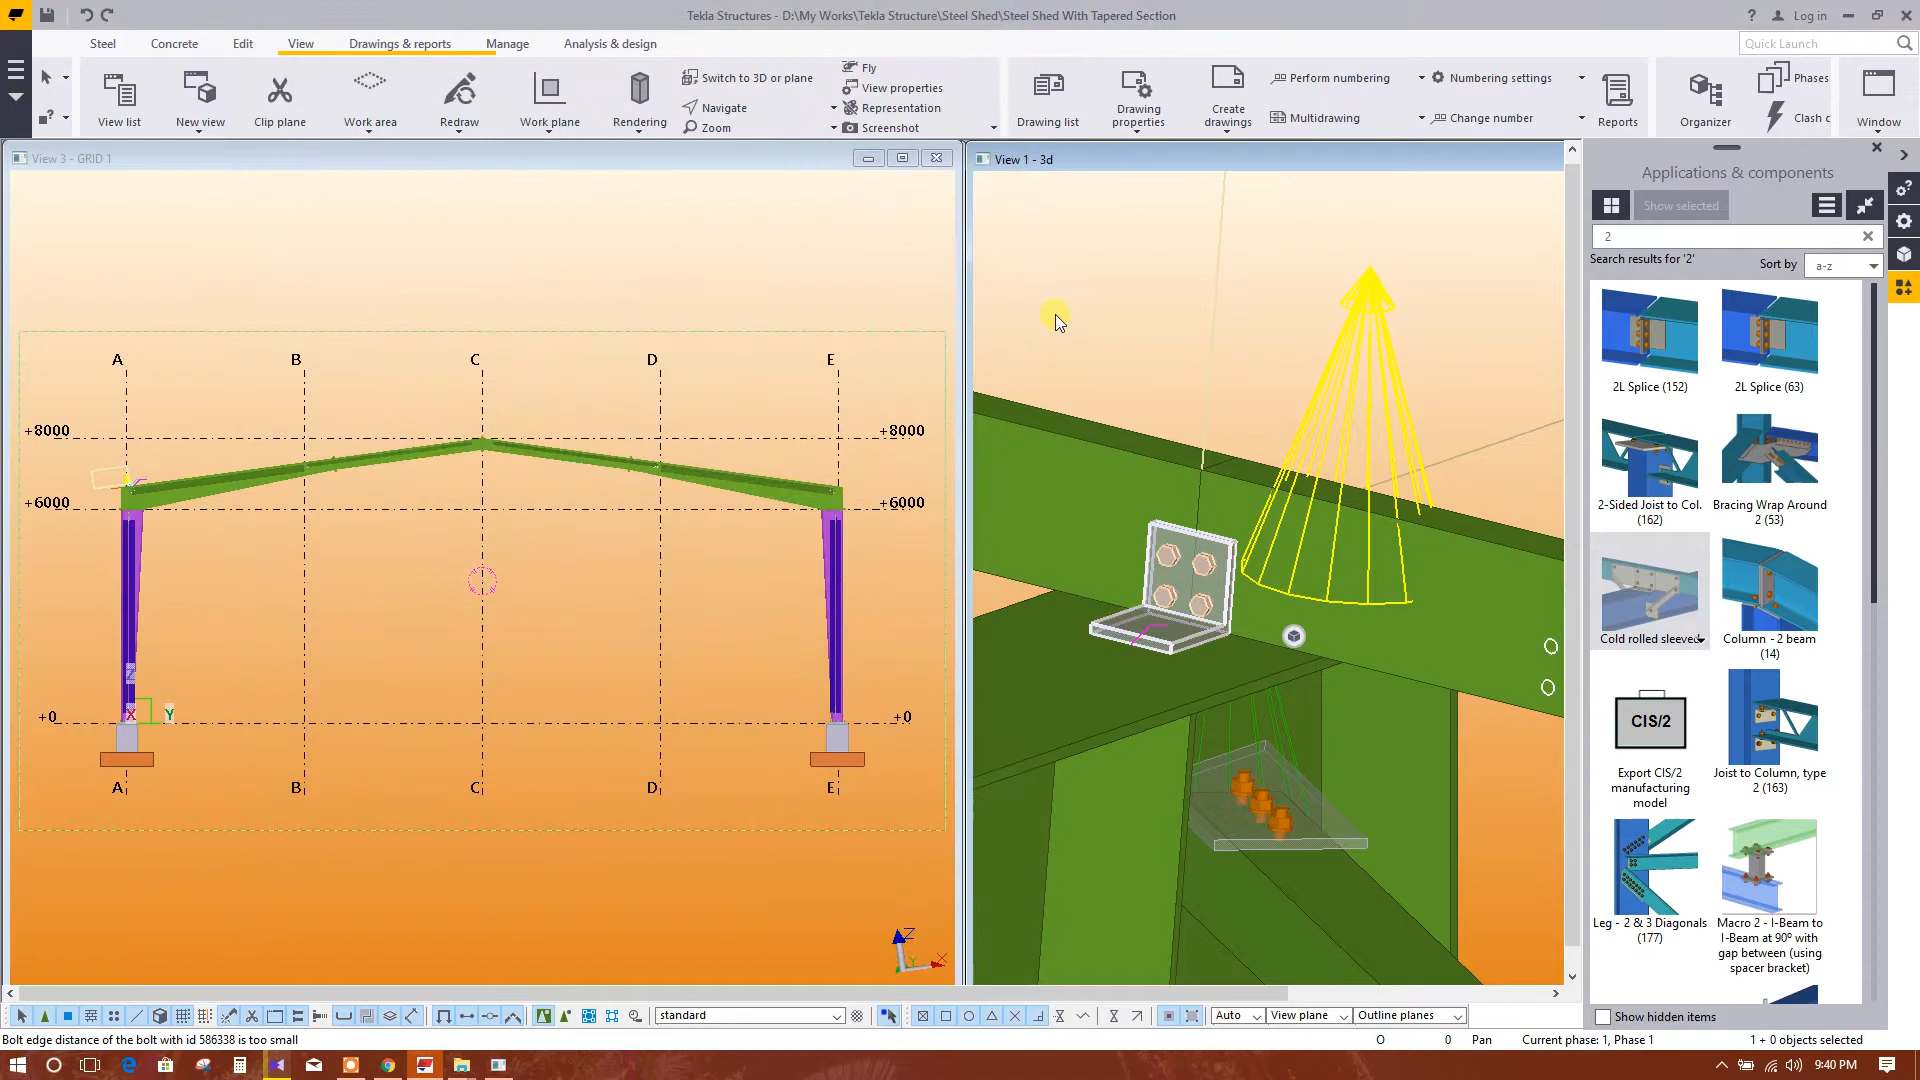 Tekla Structures - D:\My Works\Tekla Structure\Steel Shed\Steel Shed With Tapered Section
? Log in
Steel Concrete Edit View Drawings & reports Manage Analysis & design
Quick Launch
View list
New view
Clip plane
Work area
Redraw
Work plane
Rendering
Switch to 3D or plane
Navigate
Zoom
Fly
View properties
Representation
Screenshot
Drawing list
Drawing properties
Create drawings
Perform numbering
Multidrawing
Numbering settings
Change number
Reports
Organizer
Phases
Clash c
Window
View 3 - GRID 1
View 1 - 3d
A B C D E
+8000 +8000
+6000 +6000
+0 +0
Z
X Y
A B C D E
Z
Y X
Applications & components
Show selected
2
Search results for '2'
Sort by a-z
2L Splice (152)
2L Splice (63)
2-Sided Joist to Col.
(162)
Bracing Wrap Around
2 (53)
Cold rolled sleeved
Column - 2 beam
(14)
CIS/2
Export CIS/2
manufacturing
model
Joist to Column, type
2 (163)
Leg - 2 & 3 Diagonals
(177)
Macro 2 - I-Beam to
I-Beam at 90º with
gap between (using
spacer bracket)
Show hidden items
standard
Auto
View plane
Outline planes
Bolt edge distance of the bolt with id 586338 is too small
O 0 Pan Current phase: 1, Phase 1 1 + 0 objects selected
9:40 PM